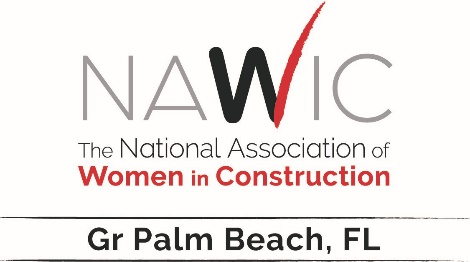 NAWIC
The National Association of
Women in Construction
Gr Palm Beach, FL